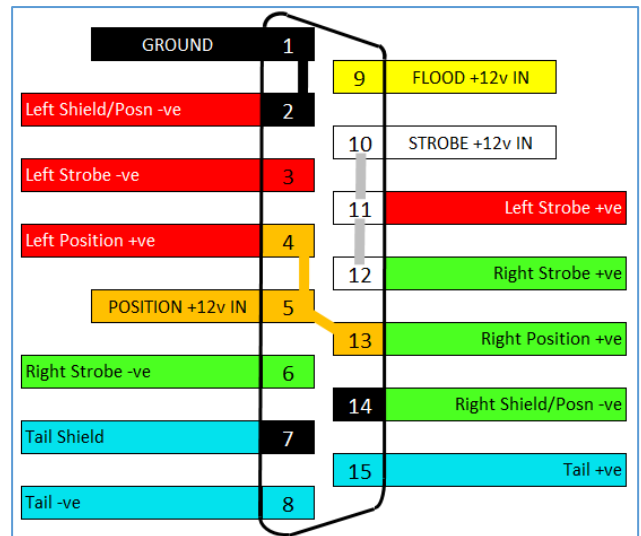 GROUND 1
9 FLOOD +12v IN
Left Shield/Posn -ve 2
10 STROBE +12v IN
Left Strobe -ve 3
11 Left Strobe +ve
Left Position +ve 4
12 Right Strobe +ve
POSITION +12v IN 5
13 Right Position +ve
Right Strobe -ve 6
14 Right Shield/Posn -ve
Tail Shield 7
15 Tail +ve
Tail -ve 8